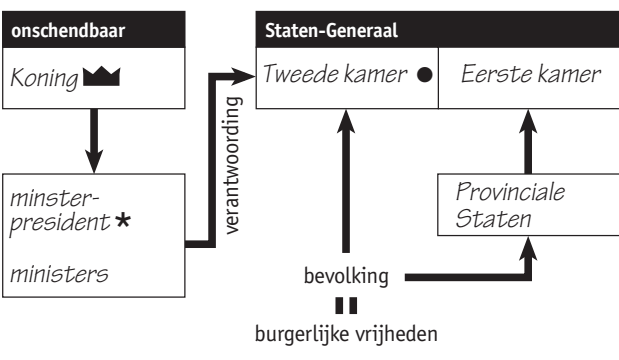 onschendbaar
Koning
Staten-Generaal
Tweede kamer
Eerste kamer
verantwoording
minster-
president*
ministers
Provinciale
Staten
bevolking
burgerlijke vrijheden